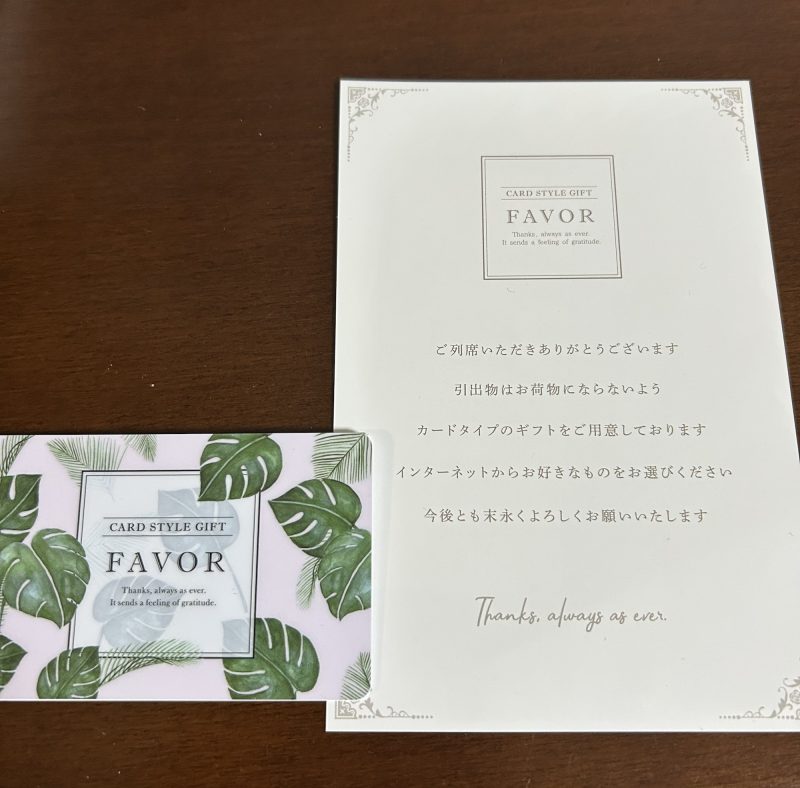 CARD STYLE GIFT
FAVOR
Thanks, always as ever.
It sends a feeling of gratitude.
ご列席いただきありがとうございます
引出物はお荷物にならないよう
カードタイプのギフトをご用意しております
インターネットからお好きなものをお選びください
今後とも末永くよろしくお願いいたします
Thanks, always as ever.
CARD STYLE GIFT
FAVOR
Thanks, always as ever.
It sends a feeling of gratitude.